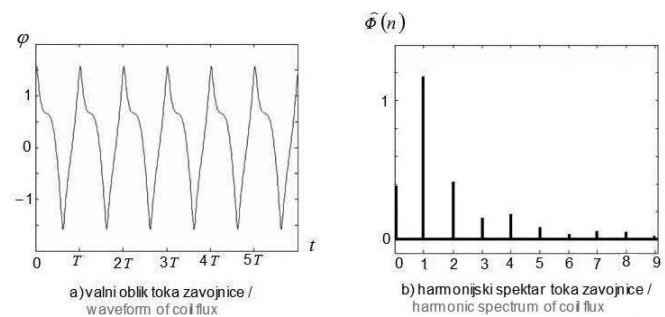 φ
1
0
−1
0
T
2T
3T
4T
5T
t
a) valni oblik toka zavojnice /
waveform of coil flux
Φ̂(n)
1
0
0 1 2 3 4 5 6 7 8 9
b) harmonijski spektar toka zavojnice /
harmonic spectrum of coil flux